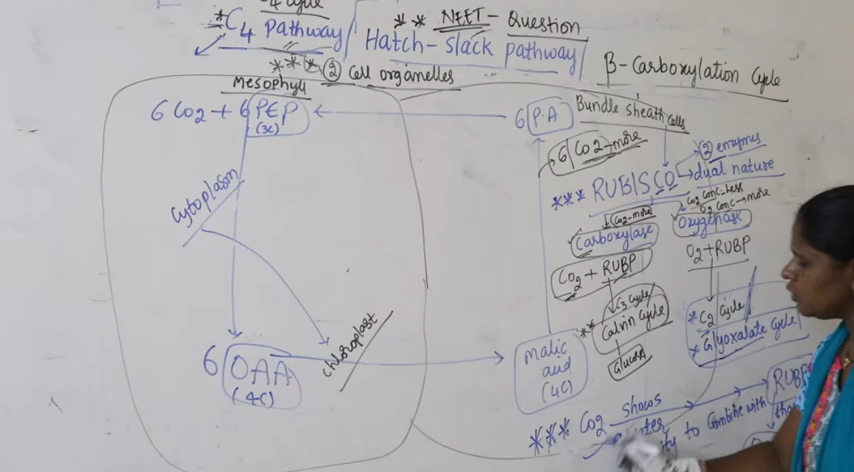 4 cycle
*C4 Pathway/
** NEET - Question
Hatch-slack pathway/
*** ② Cell organelles
β-Carboxylation Cycle
Mesophyll
6 CO2 + 6 PEP
(3C)
6 P.A
Bundle sheath cells
6 CO2-more
② enzymes
dual nature
*** RUBISCO
CO2 conc-less
O2 conc-more
(CO2-more)
Carboxylase
Oxygenase
CO2 + RUBP
O2+RUBP
C3 Cycle/
** Calvin Cycle
Glucose
* C2 Cycle
* Glyoxalate Cycle/
Cytoplasm
Chloroplast
6 OAA
(4C)
Malic
acid
(4C)
*** CO2 shows
to Combine with
RUBP